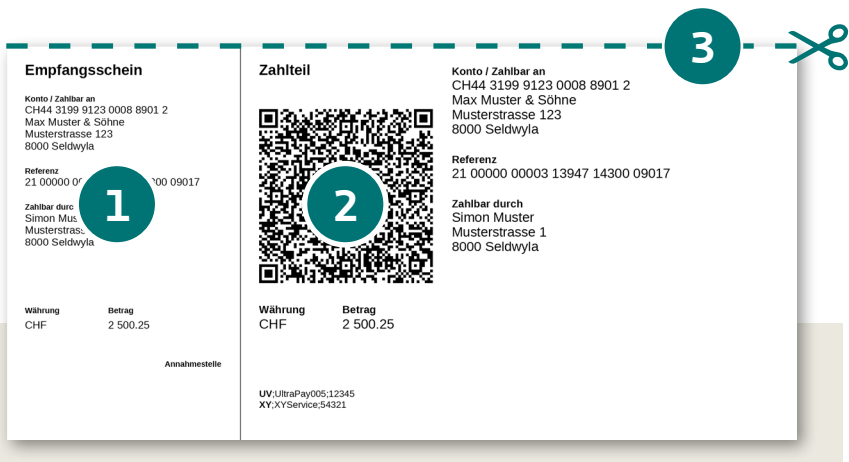 Empfangsschein
Konto / Zahlbar an
CH44 3199 9123 0008 8901 2
Max Muster & Söhne
Musterstrasse 123
8000 Seldwyla
Referenz
21 00000 00 09017
Zahlbar durc
Simon Mus
Musterstras
8000 Seldwyla
1
Währung Betrag
CHF 2 500.25
Annahmestelle
Zahlteil
2
Währung Betrag
CHF 2 500.25
UV;UltraPay005;12345
XY;XYService;54321
3
Konto / Zahlbar an
CH44 3199 9123 0008 8901 2
Max Muster & Söhne
Musterstrasse 123
8000 Seldwyla
Referenz
21 00000 00003 13947 14300 09017
Zahlbar durch
Simon Muster
Musterstrasse 1
8000 Seldwyla